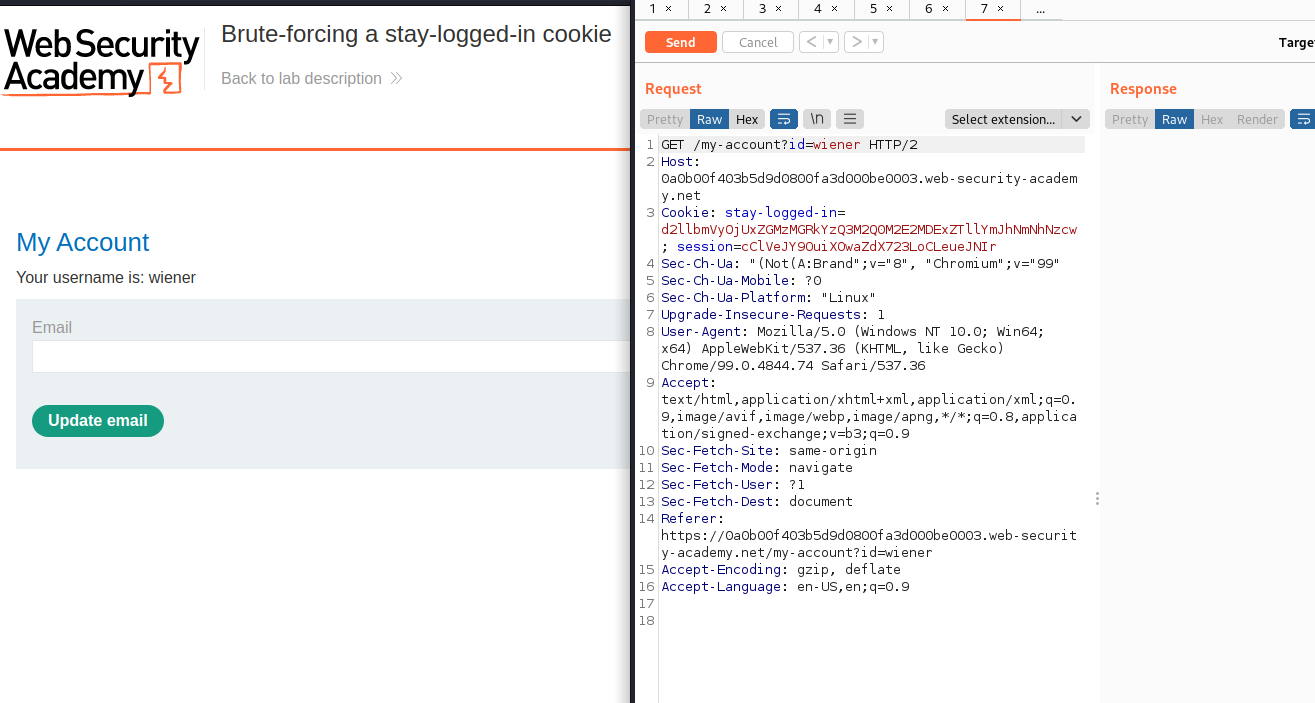 Web Security
Academy
Brute-forcing a stay-logged-in cookie
Back to lab description
My Account
Your username is: wiener
Email
Update email
1 × 2 × 3 × 4 × 5 × 6 × 7 × ...
Send Cancel < > Targe
Request
Pretty Raw Hex \n Select extension...
1 GET /my-account?id=wiener HTTP/2
2 Host:
0a0b00f403b5d9d0800fa3d000be0003.web-security-academ
y.net
3 Cookie: stay-logged-in=
d2llbmVyOjUxZGMzMGRkYzQ3M2Q0M2E2MDExZTllYmJhNmNhNzcw
; session=cClVeJY9OuiXOwaZdX723LoCLeueJNIr
4 Sec-Ch-Ua: "(Not(A:Brand";v="8", "Chromium";v="99"
5 Sec-Ch-Ua-Mobile: ?0
6 Sec-Ch-Ua-Platform: "Linux"
7 Upgrade-Insecure-Requests: 1
8 User-Agent: Mozilla/5.0 (Windows NT 10.0; Win64;
x64) AppleWebKit/537.36 (KHTML, like Gecko)
Chrome/99.0.4844.74 Safari/537.36
9 Accept:
text/html,application/xhtml+xml,application/xml;q=0.
9,image/avif,image/webp,image/apng,*/*;q=0.8,applica
tion/signed-exchange;v=b3;q=0.9
10 Sec-Fetch-Site: same-origin
11 Sec-Fetch-Mode: navigate
12 Sec-Fetch-User: ?1
13 Sec-Fetch-Dest: document
14 Referer:
https://0a0b00f403b5d9d0800fa3d000be0003.web-securit
y-academy.net/my-account?id=wiener
15 Accept-Encoding: gzip, deflate
16 Accept-Language: en-US,en;q=0.9
17
18
Response
Pretty Raw Hex Render